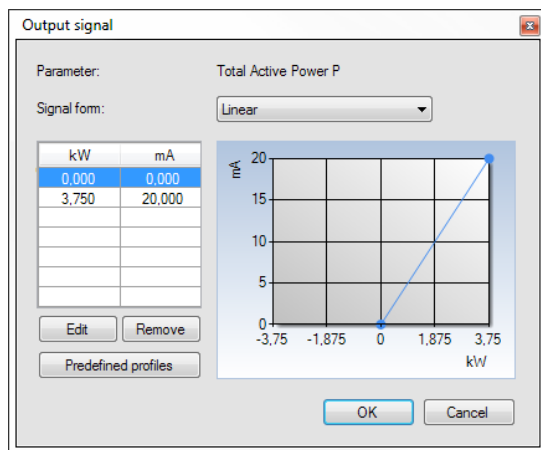 Output signal
Parameter: Total Active Power P
Signal form: Linear
kW mA
0,000 0,000
3,750 20,000
Edit Remove
Predefined profiles
mA
20
15
10
5
0
-3,75 -1,875 0 1,875 3,75
kW
OK Cancel